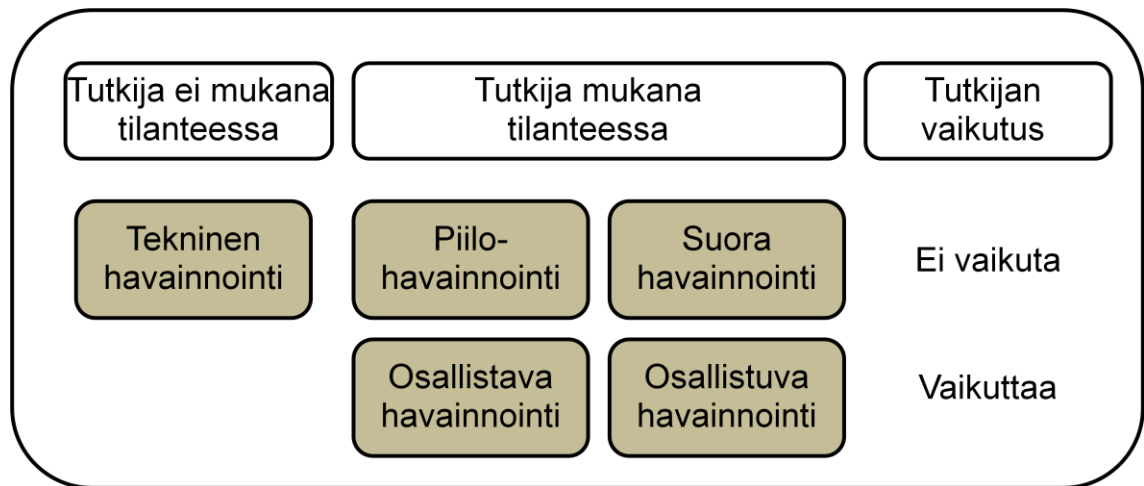 Tutkija ei mukana
tilanteessa
Tutkija mukana
tilanteessa
Tutkijan
vaikutus
Tekninen
havainnointi
Piilo-
havainnointi
Suora
havainnointi
Ei vaikuta
Osallistava
havainnointi
Osallistuva
havainnointi
Vaikuttaa